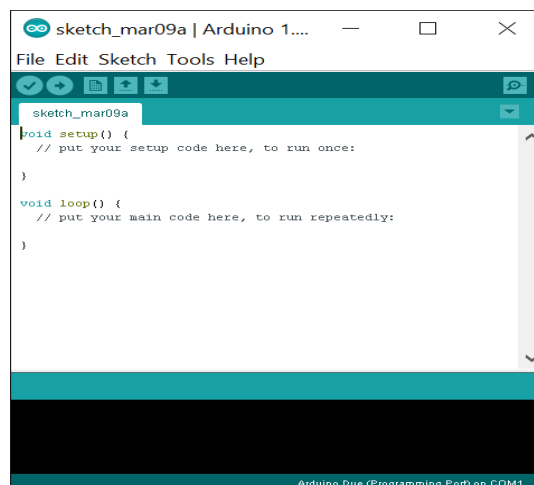 sketch_mar09a | Arduino 1....
File Edit Sketch Tools Help
sketch_mar09a
void setup() {
  // put your setup code here, to run once:

}

void loop() {
  // put your main code here, to run repeatedly:

}
Arduino Due (Programming Port) on COM1